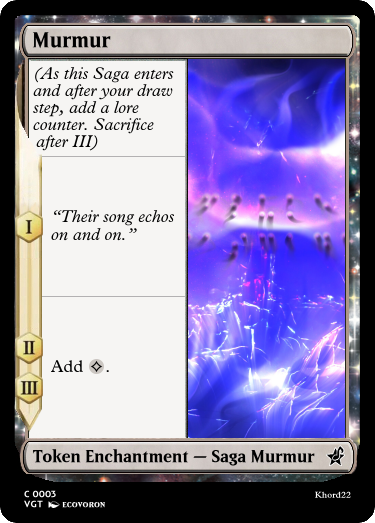 Murmur
(As this Saga enters
and after your draw
step, add a lore
counter. Sacrifice
after III)
I
“Their song echos
on and on.”
II
III
Add ◇.
Token Enchantment — Saga Murmur
C 0003
VGT ECOVORON
Khord22